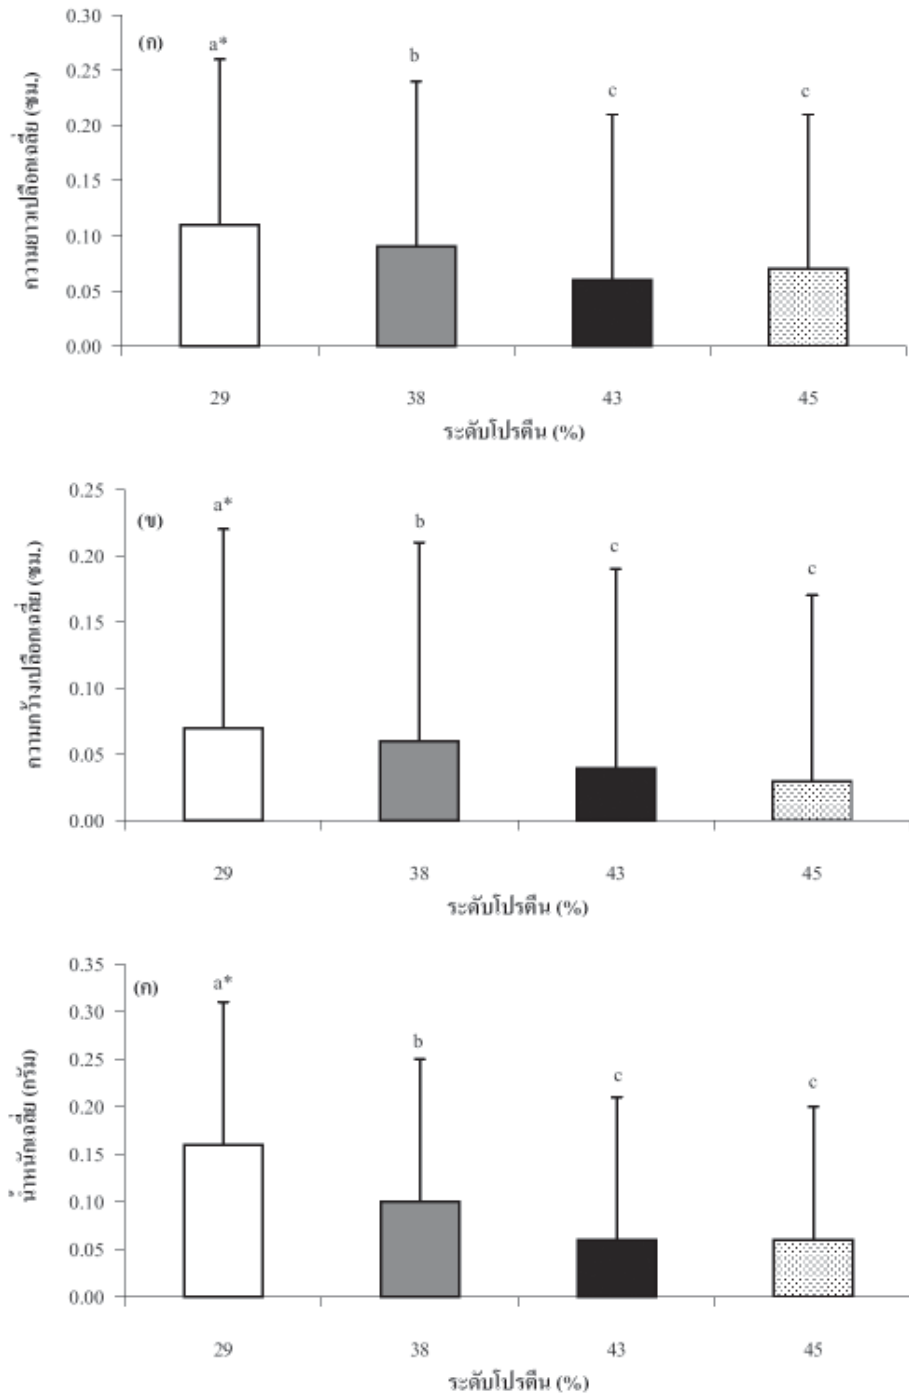 ความยาวเปลือกเฉลี่ย (ซม.)
(ก)
0.30
0.25
0.20
0.15
0.10
0.05
0.00
a*
b
c
c
29 38 43 45
ระดับโปรตีน (%)
ความกว้างเปลือกเฉลี่ย (ซม.)
(ข)
0.25
0.20
0.15
0.10
0.05
0.00
a*
b
c
c
29 38 43 45
ระดับโปรตีน (%)
น้ำหนักเฉลี่ย (กรัม)
(ค)
0.35
0.30
0.25
0.20
0.15
0.10
0.05
0.00
a*
b
c
c
29 38 43 45
ระดับโปรตีน (%)